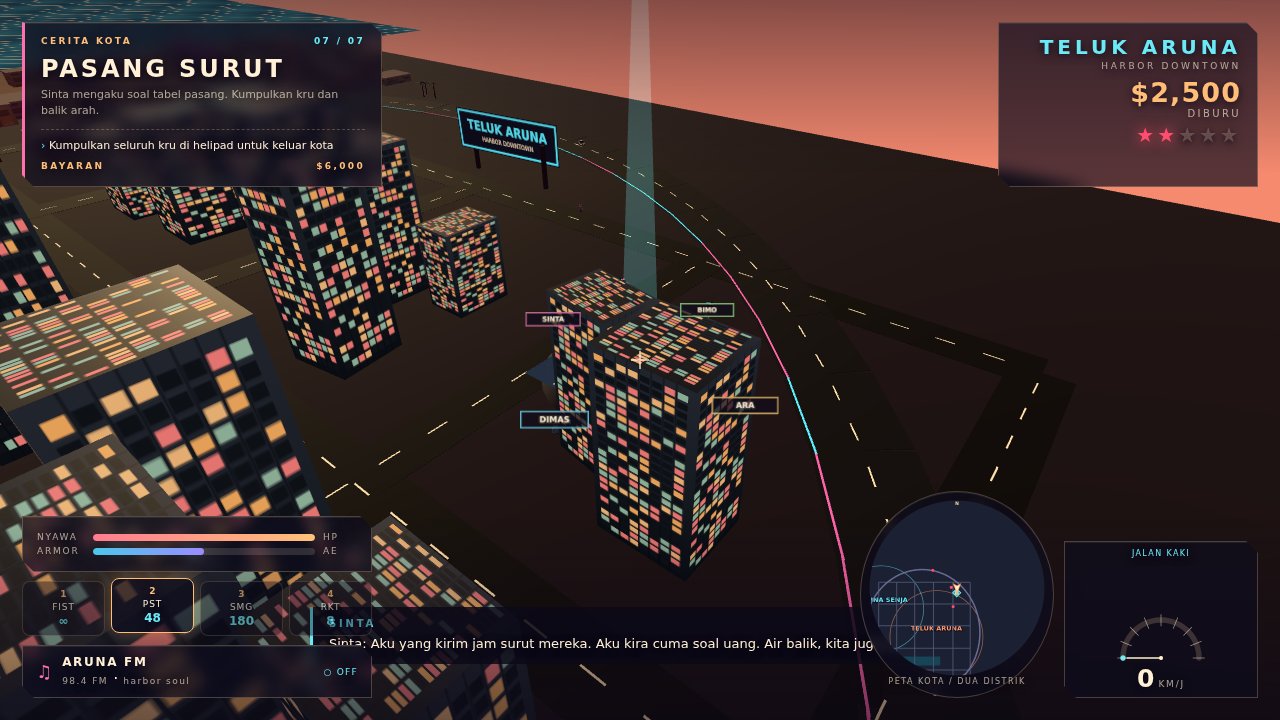 CERITA KOTA 07 / 07
PASANG SURUT
Sinta mengaku soal tabel pasang. Kumpulkan kru dan
balik arah.
› Kumpulkan seluruh kru di helipad untuk keluar kota
BAYARAN $6,000
TELUK ARUNA
HARBOR DOWNTOWN
$2,500
DIBURU
TELUK ARUNA
HARBOR DOWNTOWN
SINTA
BIMO
DIMAS
ARA
NYAWA HP
ARMOR AE
1
FIST
∞
2
PST
48
3
SMG
180
4
RKT
8
ARUNA FM
98.4 FM · harbor soul
○ OFF
SINTA
Sinta: Aku yang kirim jam surut mereka. Aku kira cuma soal uang. Air balik, kita jug
N
NA SENJA
TELUK ARUNA
PETA KOTA / DUA DISTRIK
JALAN KAKI
0 KM/J